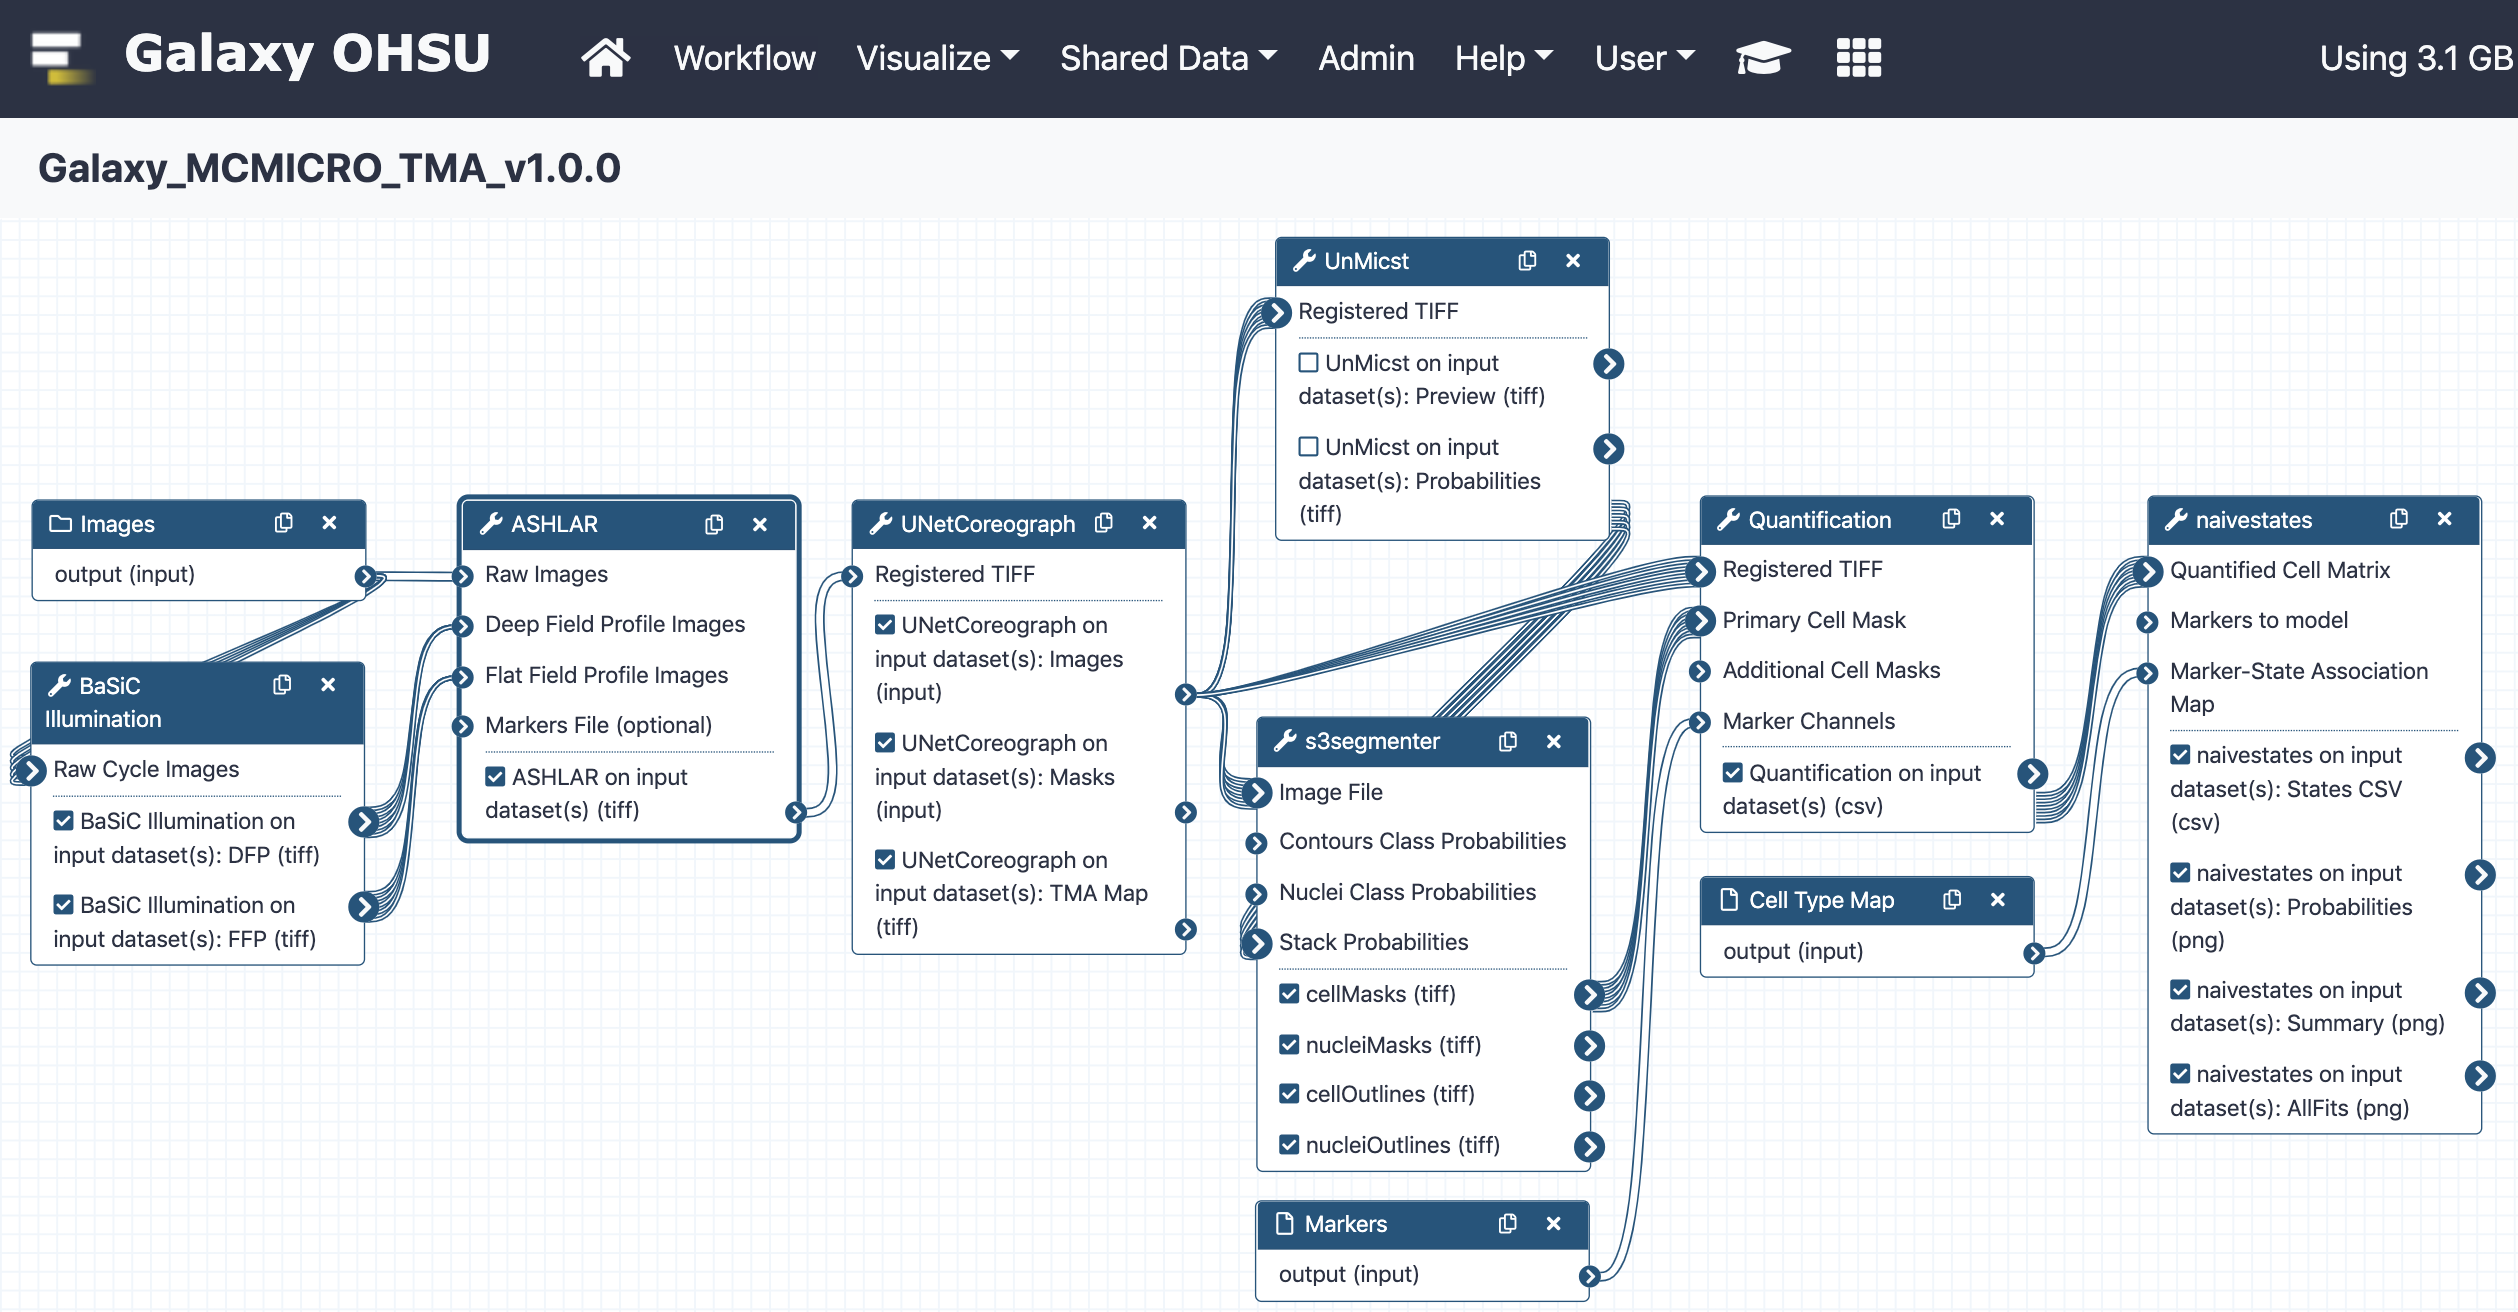 Galaxy OHSU
Workflow
Visualize
Shared Data
Admin
Help
User
Using 3.1 GB
Galaxy_MCMICRO_TMA_v1.0.0
Images
output (input)
BaSiC
Illumination
Raw Cycle Images
BaSiC Illumination on
input dataset(s): DFP (tiff)
BaSiC Illumination on
input dataset(s): FFP (tiff)
ASHLAR
Raw Images
Deep Field Profile Images
Flat Field Profile Images
Markers File (optional)
ASHLAR on input
dataset(s) (tiff)
UNetCoreograph
Registered TIFF
UNetCoreograph on
input dataset(s): Images
(input)
UNetCoreograph on
input dataset(s): Masks
(input)
UNetCoreograph on
input dataset(s): TMA Map
(tiff)
UnMicst
Registered TIFF
UnMicst on input
dataset(s): Preview (tiff)
UnMicst on input
dataset(s): Probabilities
(tiff)
s3segmenter
Image File
Contours Class Probabilities
Nuclei Class Probabilities
Stack Probabilities
cellMasks (tiff)
nucleiMasks (tiff)
cellOutlines (tiff)
nucleiOutlines (tiff)
Markers
output (input)
Quantification
Registered TIFF
Primary Cell Mask
Additional Cell Masks
Marker Channels
Quantification on input
dataset(s) (csv)
Cell Type Map
output (input)
naivestates
Quantified Cell Matrix
Markers to model
Marker-State Association
Map
naivestates on input
dataset(s): States CSV
(csv)
naivestates on input
dataset(s): Probabilities
(png)
naivestates on input
dataset(s): Summary (png)
naivestates on input
dataset(s): AllFits (png)